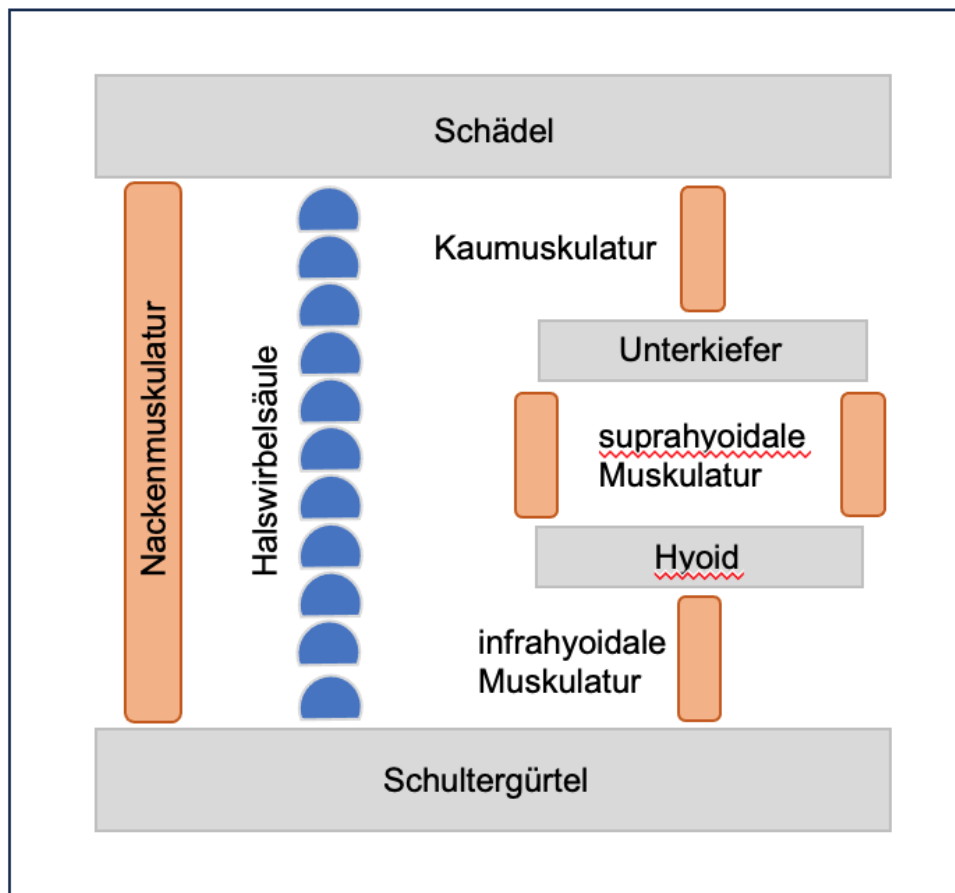 Schädel
Kaumuskulatur
Nackenmuskulatur
Halswirbelsäule
Unterkiefer
suprahyoidale
Muskulatur
Hyoid
infrahyoidale
Muskulatur
Schultergürtel